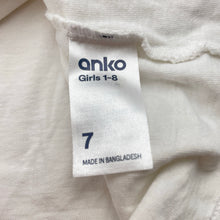 anko
Girls 1-8
7
MADE IN BANGLADESH